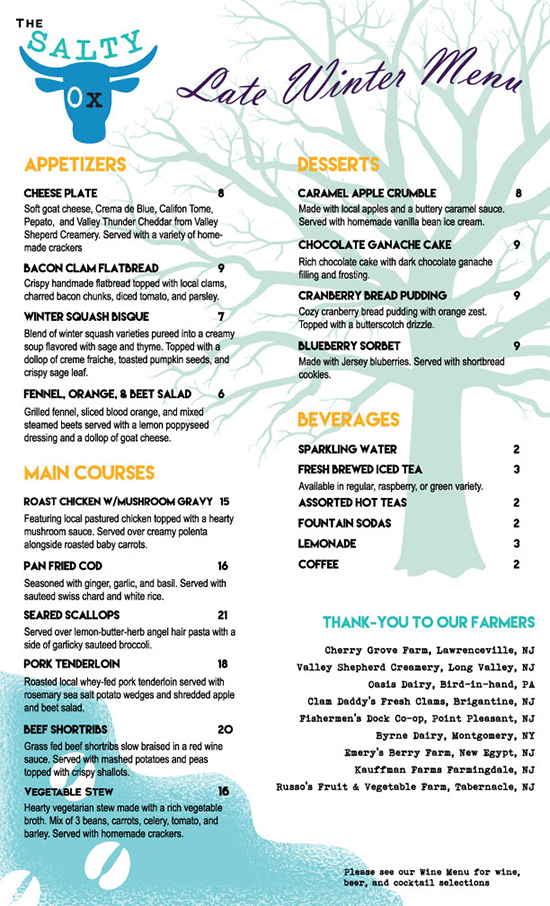 THE
SALTY
OX
Late Winter Menu
APPETIZERS
CHEESE PLATE 8
Soft goat cheese, Crema de Blue, Califon Tome,
Pepato, and Valley Thunder Cheddar from Valley
Sheperd Creamery. Served with a variety of home-
made crackers
BACON CLAM FLATBREAD 9
Crispy handmade flatbread topped with local clams,
charred bacon chunks, diced tomato, and parsley.
WINTER SQUASH BISQUE 7
Blend of winter squash varieties pureed into a creamy
soup flavored with sage and thyme. Topped with a
dollop of creme fraiche, toasted pumpkin seeds, and
crispy sage leaf.
FENNEL, ORANGE, & BEET SALAD 6
Grilled fennel, sliced blood orange, and mixed
steamed beets served with a lemon poppyseed
dressing and a dollop of goat cheese.
MAIN COURSES
ROAST CHICKEN W/MUSHROOM GRAVY 15
Featuring local pastured chicken topped with a hearty
mushroom sauce. Served over creamy polenta
alongside roasted baby carrots.
PAN FRIED COD 16
Seasoned with ginger, garlic, and basil. Served with
sauteed swiss chard and white rice.
SEARED SCALLOPS 21
Served over lemon-butter-herb angel hair pasta with a
side of garlicky sauteed broccoli.
PORK TENDERLOIN 18
Roasted local whey-fed pork tenderloin served with
rosemary sea salt potato wedges and shredded apple
and beet salad.
BEEF SHORTRIBS 20
Grass fed beef shortribs slow braised in a red wine
sauce. Served with mashed potatoes and peas
topped with crispy shallots.
VEGETABLE STEW 16
Hearty vegetarian stew made with a rich vegetable
broth. Mix of 3 beans, carrots, celery, tomato, and
barley. Served with homemade crackers.
DESSERTS
CARAMEL APPLE CRUMBLE 8
Made with local apples and a buttery caramel sauce.
Served with homemade vanilla bean ice cream.
CHOCOLATE GANACHE CAKE 9
Rich chocolate cake with dark chocolate ganache
filling and frosting.
CRANBERRY BREAD PUDDING 9
Cozy cranberry bread pudding with orange zest.
Topped with a butterscotch drizzle.
BLUEBERRY SORBET 9
Made with Jersey bluberries. Served with shortbread
cookies.
BEVERAGES
SPARKLING WATER 2
FRESH BREWED ICED TEA 3
Available in regular, raspberry, or green variety.
ASSORTED HOT TEAS 2
FOUNTAIN SODAS 2
LEMONADE 3
COFFEE 2
THANK-YOU TO OUR FARMERS
Cherry Grove Farm, Lawrenceville, NJ
Valley Shepherd Creamery, Long Valley, NJ
Oasis Dairy, Bird-in-hand, PA
Clam Daddy's Fresh Clams, Brigantine, NJ
Fishermen's Dock Co-op, Point Pleasant, NJ
Byrne Dairy, Montgomery, NY
Emery's Berry Farm, New Egypt, NJ
Kauffman Farms Farmingdale, NJ
Russo's Fruit & Vegetable Farm, Tabernacle, NJ
Please see our Wine Menu for wine,
beer, and cocktail selections